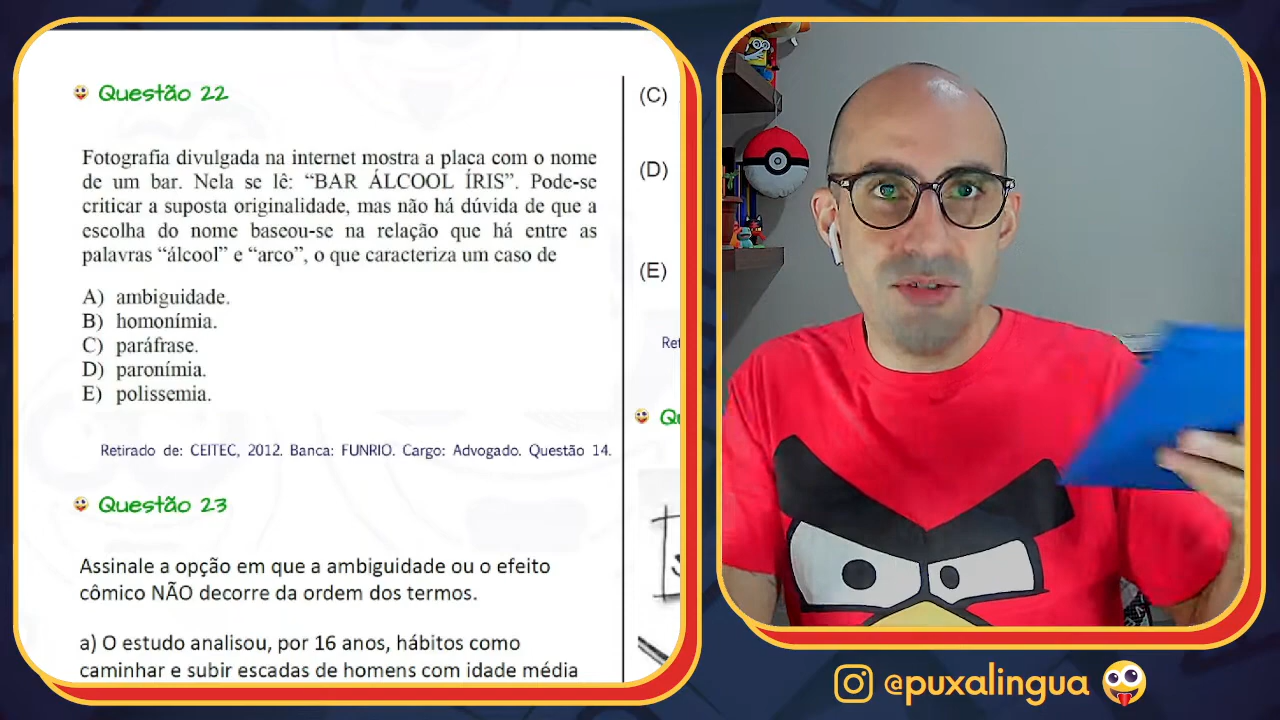 Questão 22
Fotografia divulgada na internet mostra a placa com o nome
de um bar. Nela se lê: “BAR ÁLCOOL ÍRIS”. Pode-se
criticar a suposta originalidade, mas não há dúvida de que a
escolha do nome baseou-se na relação que há entre as
palavras “álcool” e “arco”, o que caracteriza um caso de
A) ambiguidade.
B) homonímia.
C) paráfrase.
D) paronímia.
E) polissemia.
Retirado de: CEITEC, 2012. Banca: FUNRIO. Cargo: Advogado. Questão 14.
Questão 23
Assinale a opção em que a ambiguidade ou o efeito
cômico NÃO decorre da ordem dos termos.
a) O estudo analisou, por 16 anos, hábitos como
caminhar e subir escadas de homens com idade média
(C)
(D)
(E)
@puxalingua